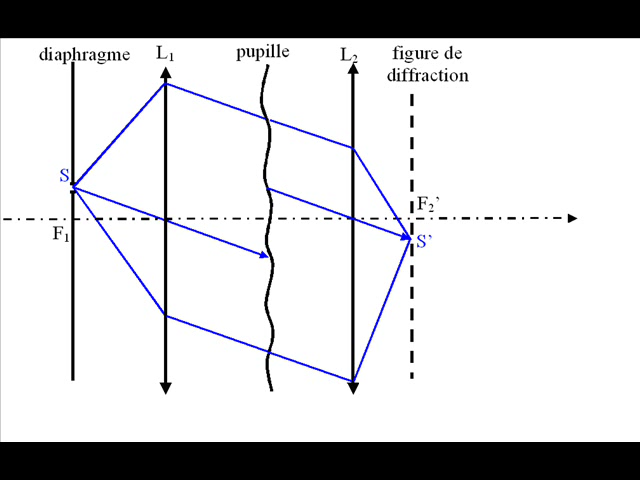 diaphragme
L1
pupille
L2
figure de
diffraction
S
F1
F2’
S’